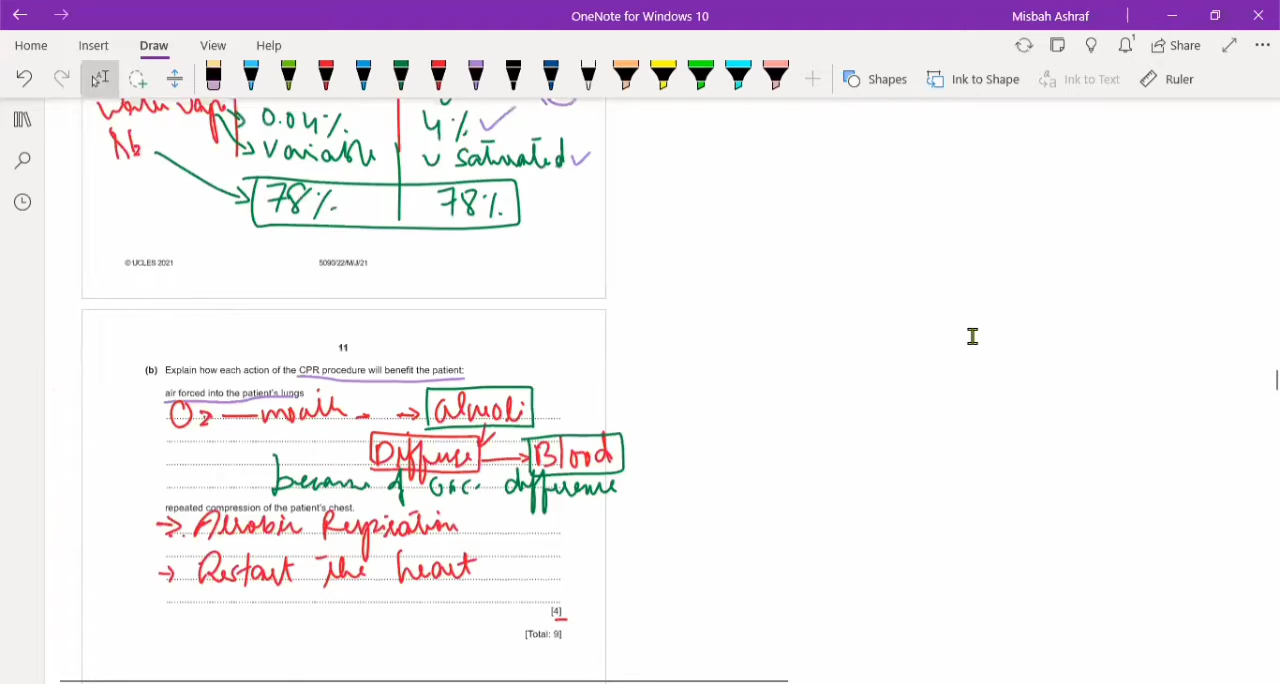 OneNote for Windows 10
Misbah Ashraf
Home Insert Draw View Help
Share
Shapes Ink to Shape Ink to Text Ruler
water vap
0.04% 4%
N2
Variable saturated
78% 78%
© UCLES 2021 5090/22/M/J/21
11
(b) Explain how each action of the CPR procedure will benefit the patient:
air forced into the patient's lungs
O2 — mouth → alveoli
Diffuse → Blood
because of conc. difference
repeated compression of the patient's chest.
→ Aerobic Respiration
→ Restart The heart
[4]
[Total: 9]